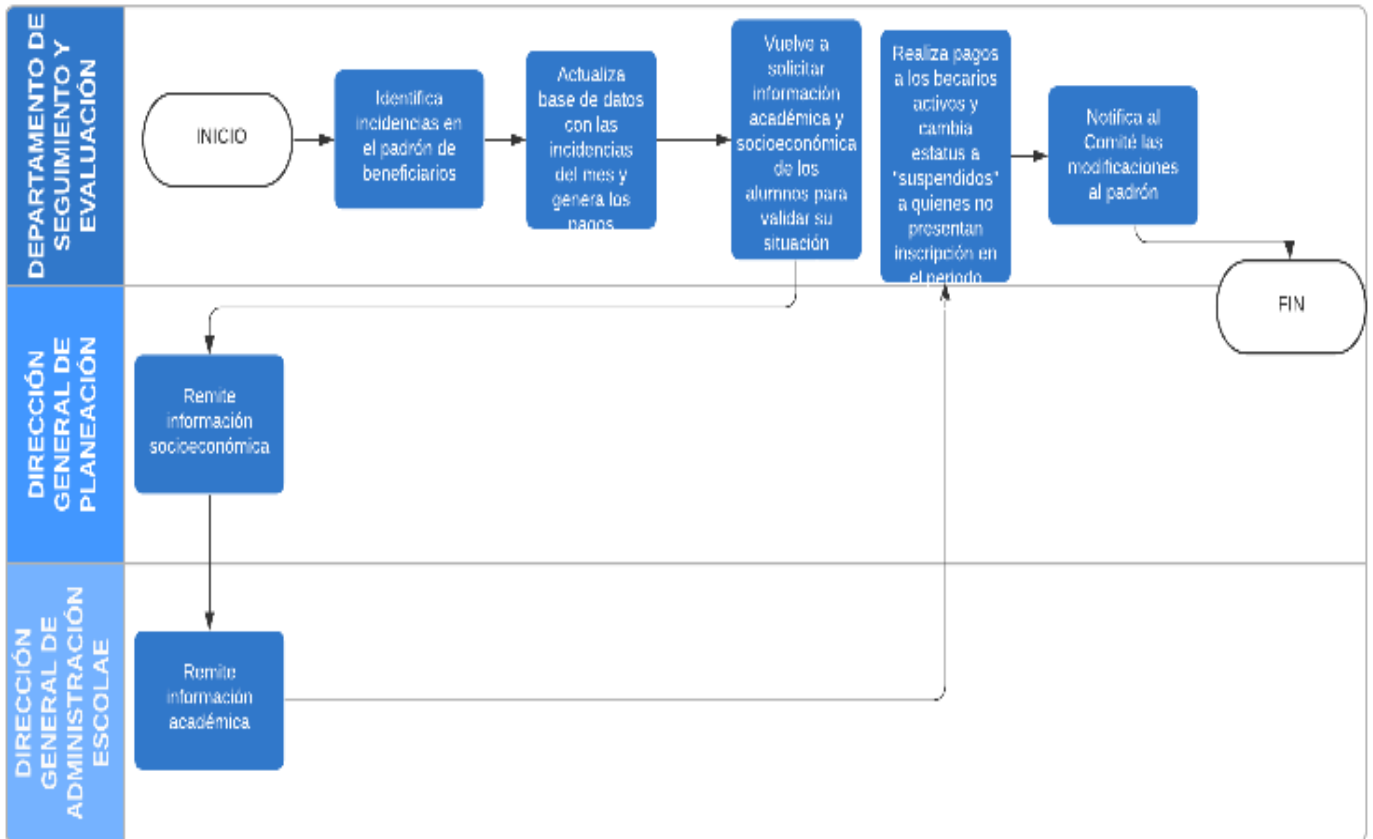 DEPARTAMENTO DE
SEGUIMIENTO Y
EVALUACIÓN
INICIO
Identifica
incidencias en
el padrón de
beneficiarios
Actualiza
base de datos
con las
incidencias
del mes y
genera los
pagos
Vuelve a
solicitar
información
académica y
socioeconómica
de los
alumnos para
validar su
situación
Realiza pagos
a los becarios
activos y
cambia
estatus a
"suspendidos"
a quienes no
presentan
inscripción en
el periodo
Notifica al
Comité las
modificaciones
al padrón
FIN
DIRECCIÓN
GENERAL DE
PLANEACIÓN
Remite
información
socioeconómica
DIRECCIÓN
GENERAL DE
ADMINISTRACIÓN
ESCOLAE
Remite
información
académica